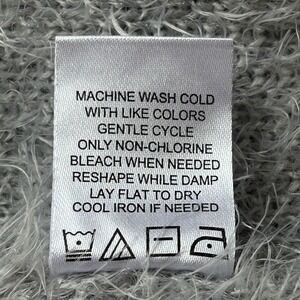 MACHINE WASH COLD
WITH LIKE COLORS
GENTLE CYCLE
ONLY NON-CHLORINE
BLEACH WHEN NEEDED
RESHAPE WHILE DAMP
LAY FLAT TO DRY
COOL IRON IF NEEDED